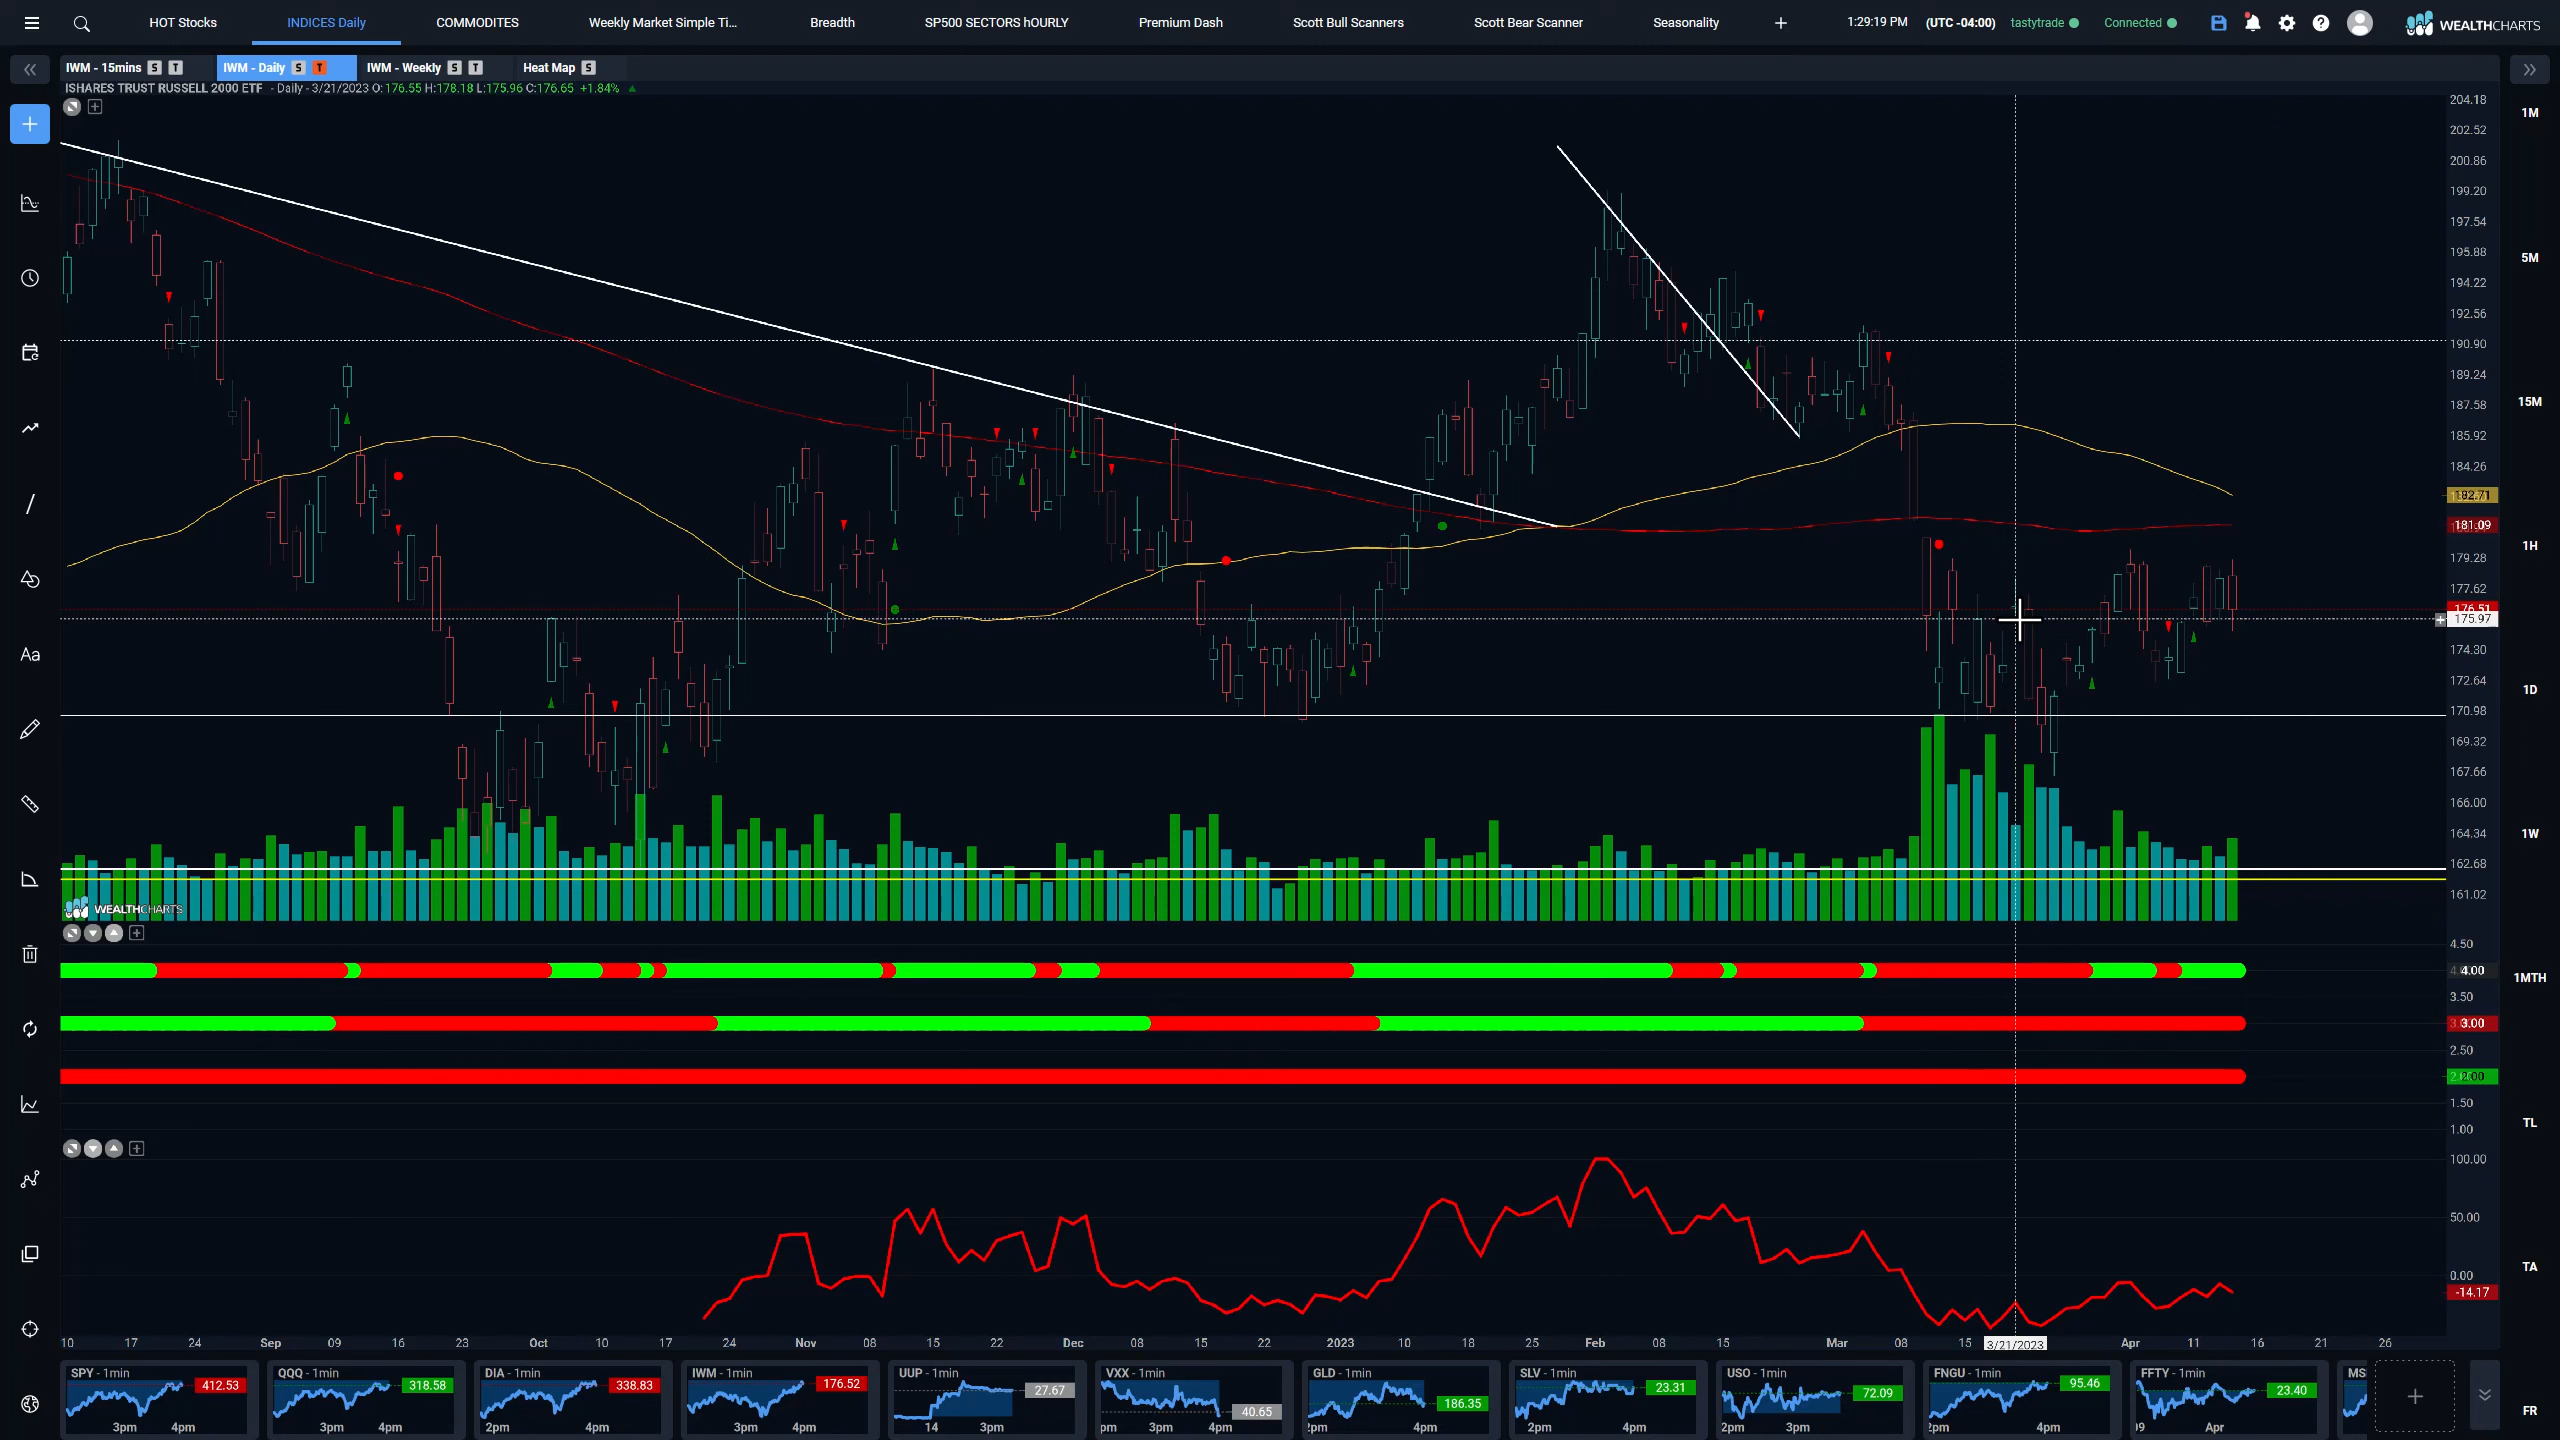 HOT Stocks
INDICES Daily
COMMODITES
Weekly Market Simple Ti...
Breadth
SP500 SECTORS hOURLY
Premium Dash
Scott Bull Scanners
Scott Bear Scanner
Seasonality
1:29:19 PM (UTC -04:00) tastytrade Connected
WEALTHCHARTS
IWM - 15mins S T
IWM - Daily S T
IWM - Weekly S T
Heat Map S
ISHARES TRUST RUSSELL 2000 ETF - Daily - 3/21/2023 O: 176.55 H:178.18 L:175.96 C:176.65 +1.84%
204.18
202.52
200.86
199.20
197.54
195.88
194.22
192.56
190.90
189.24
187.58
185.92
184.26
182.71
181.09
179.28
177.62
176.51
175.97
174.30
172.64
170.98
169.32
167.66
166.00
164.34
162.68
161.02
1M
5M
15M
1H
1D
1W
1MTH
TL
TA
FR
Aa
WEALTHCHARTS
4.50
4.00
3.50
3.00
2.50
2.00
1.50
1.00
100.00
50.00
0.00
-14.17
10 17 24 Sep 09 16 23 Oct 10 17 24 Nov 08 15 22 Dec 08 15 22 2023 10 18 25 Feb 08 15 Mar 08 15 3/21/2023 Apr 11 16 21 26
SPY - 1min
412.53
3pm 4pm
QQQ - 1min
318.58
3pm 4pm
DIA - 1min
338.83
2pm 4pm
IWM - 1min
176.52
3pm 4pm
UUP - 1min
27.67
14 3pm
VXX - 1min
40.65
pm 3pm 4pm
GLD - 1min
186.35
2pm 4pm
SLV - 1min
23.31
2pm 4pm
USO - 1min
72.09
2pm 3pm
FNGU - 1min
95.46
2pm 4pm
FFTY - 1min
23.40
Apr
MS